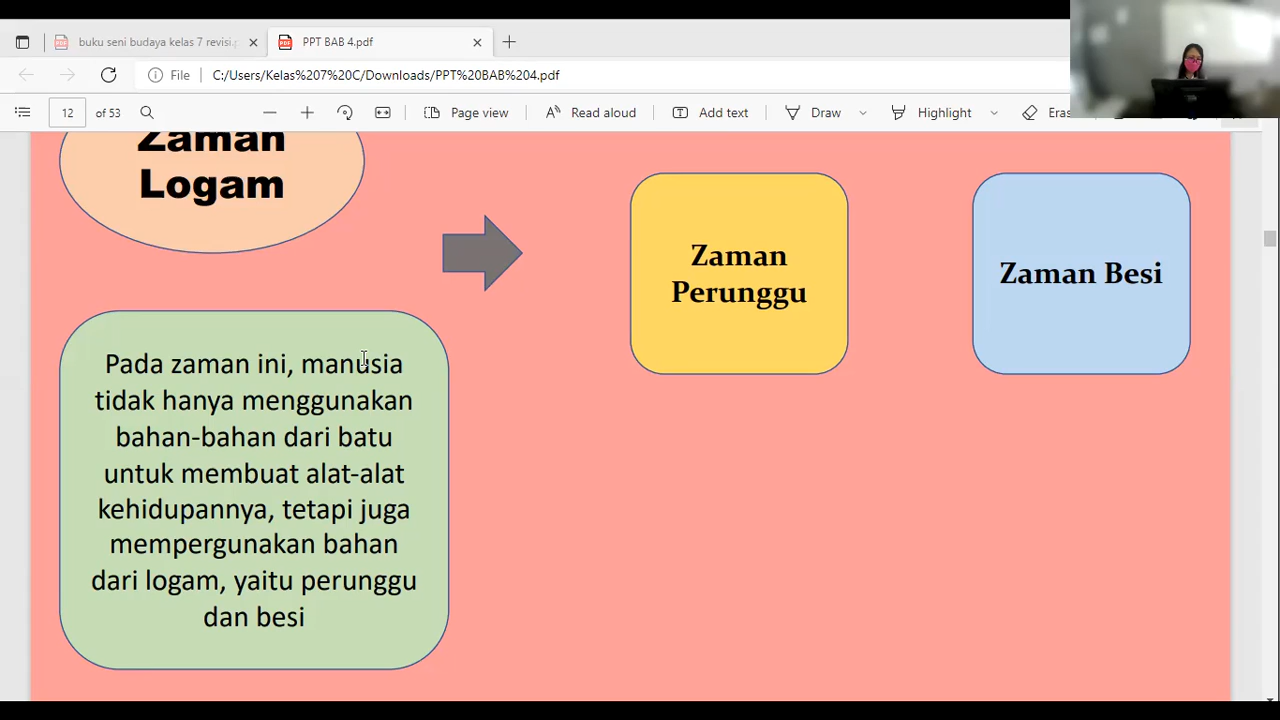 buku seni budaya kelas 7 revisi.p
PPT BAB 4.pdf
File
C:/Users/Kelas%207%20C/Downloads/PPT%20BAB%204.pdf
12 of 53
Page view
Read aloud
Add text
Draw
Highlight
Eras
Zaman
Logam
Zaman
Perunggu
Zaman Besi
Pada zaman ini, manusia
tidak hanya menggunakan
bahan-bahan dari batu
untuk membuat alat-alat
kehidupannya, tetapi juga
mempergunakan bahan
dari logam, yaitu perunggu
dan besi